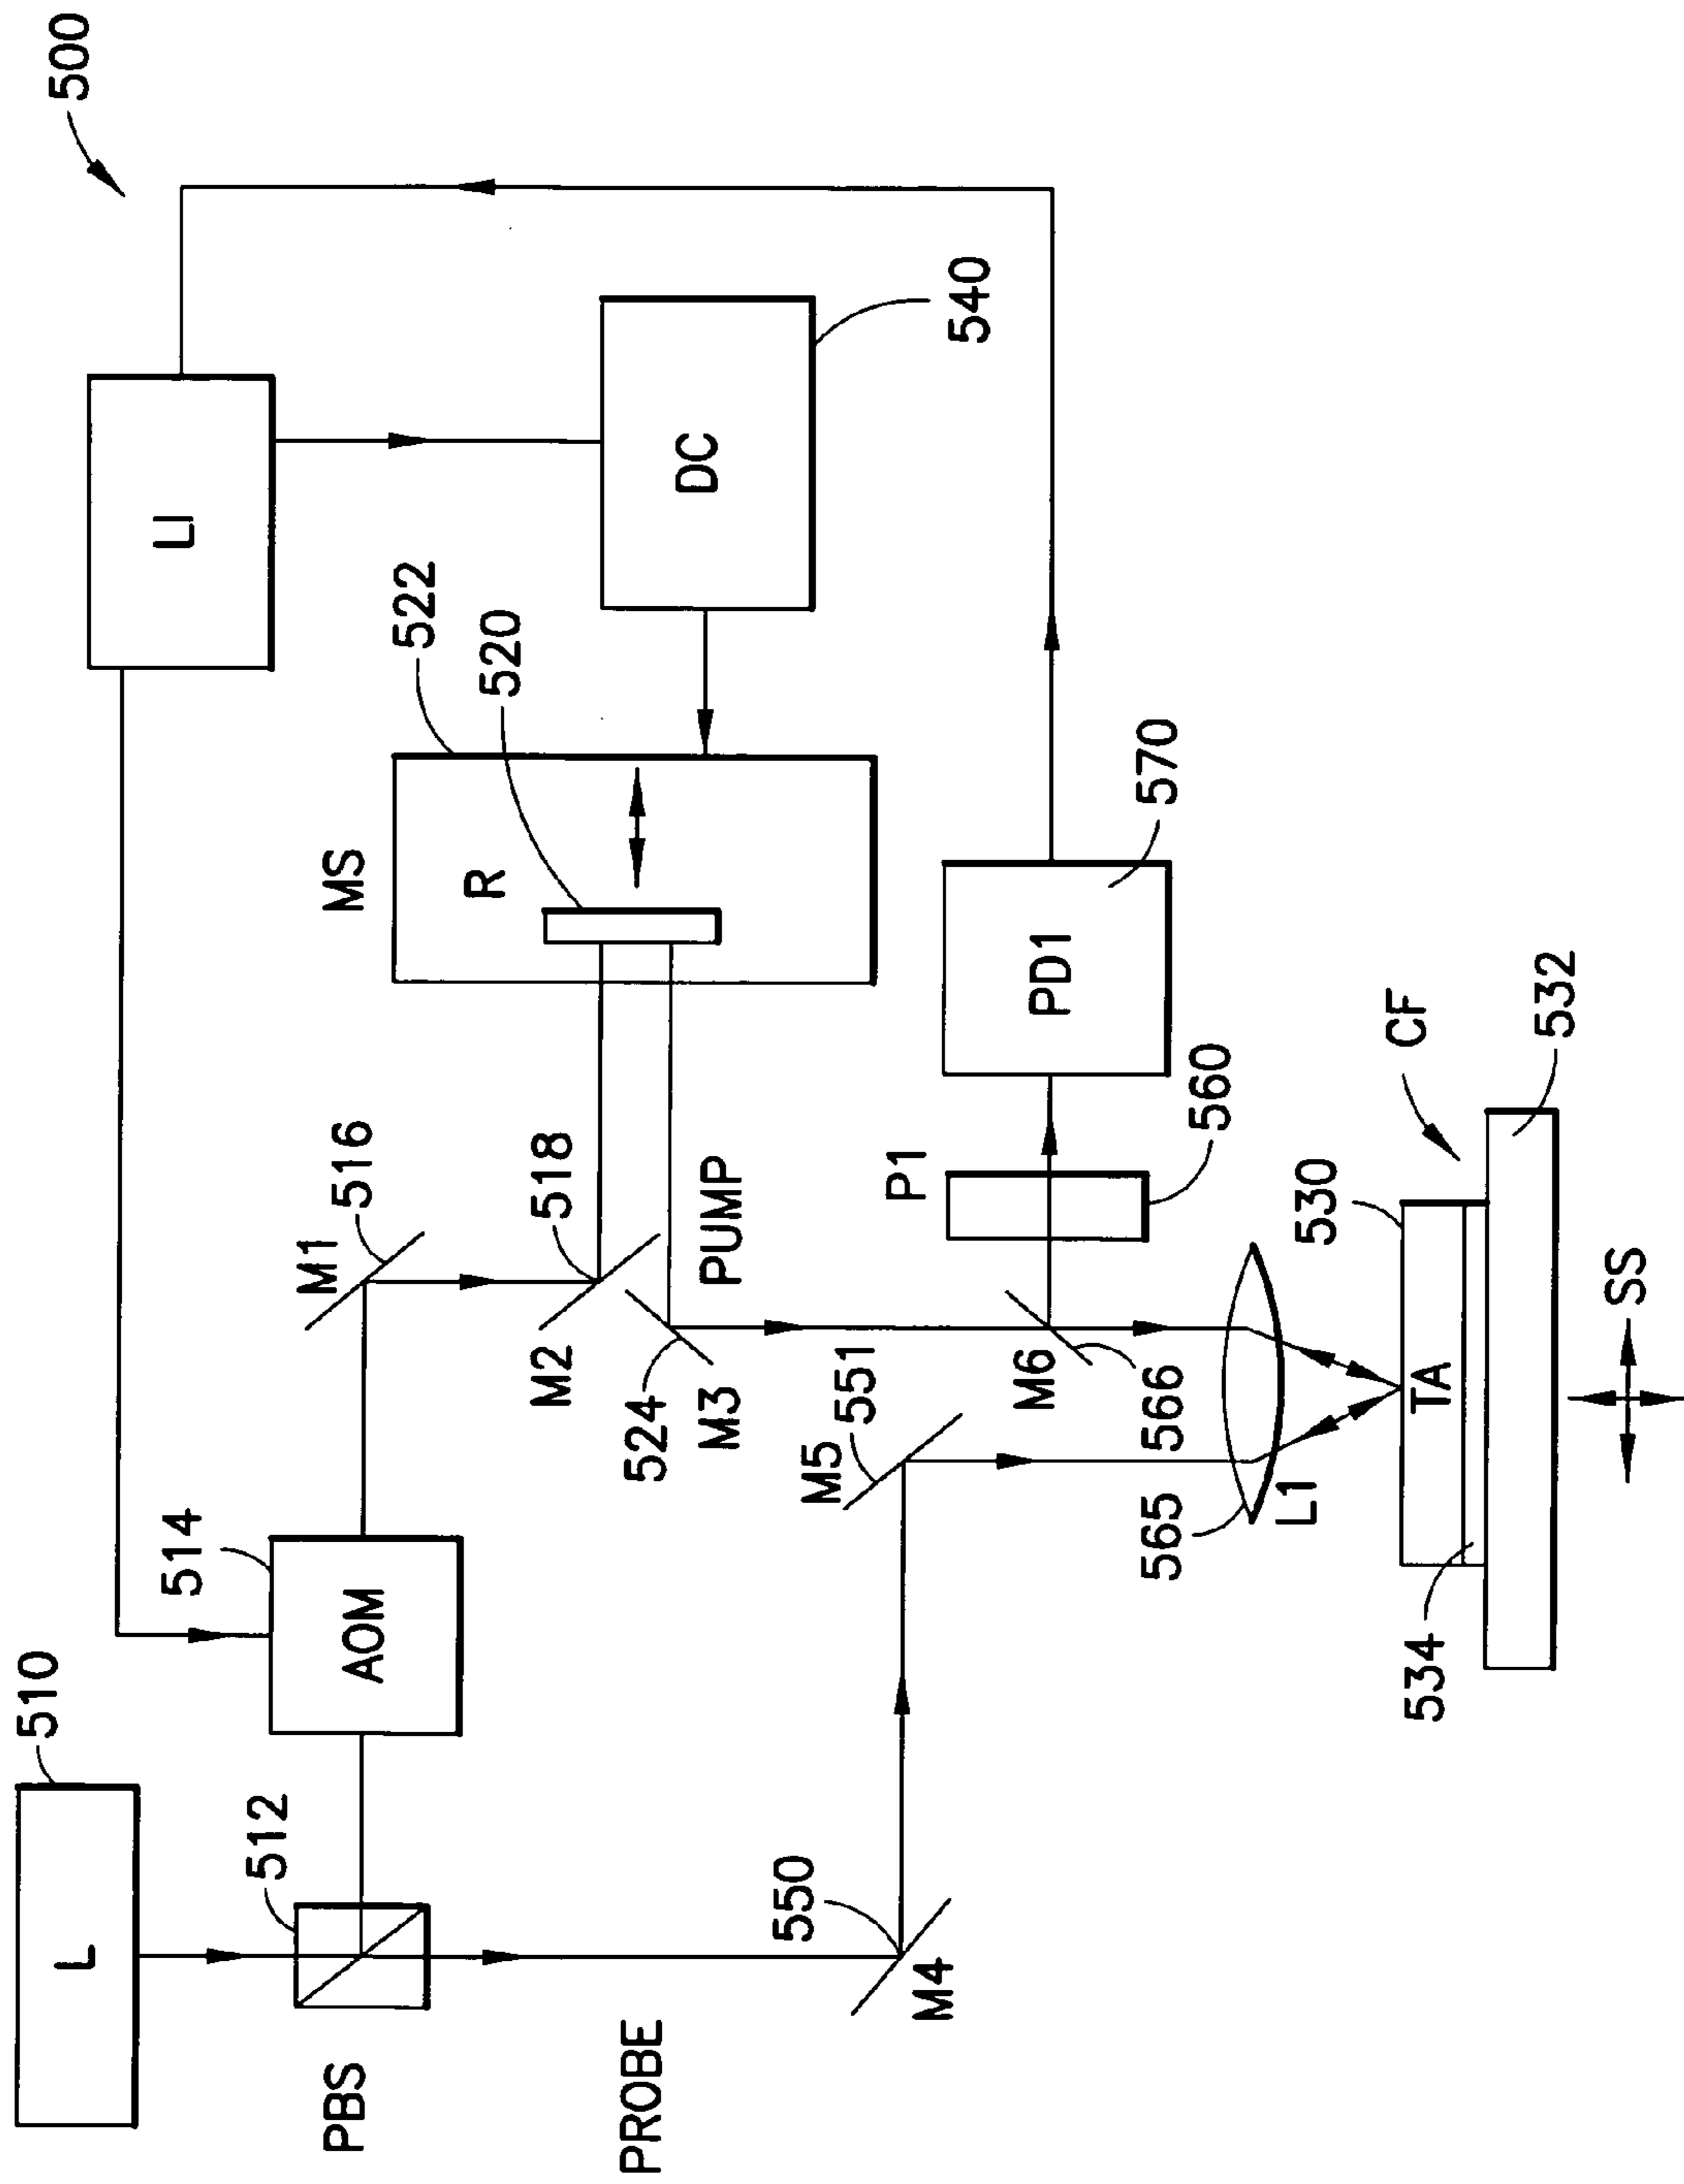 500
510
L
PBS
512
514
AOM
LI
M1
516
M2
518
MS
R
522
520
DC
540
PROBE
524
M3
PUMP
550
M4
M5
551
M6
566
P1
560
PD1
570
565
L1
TA
530
CF
532
534
SS